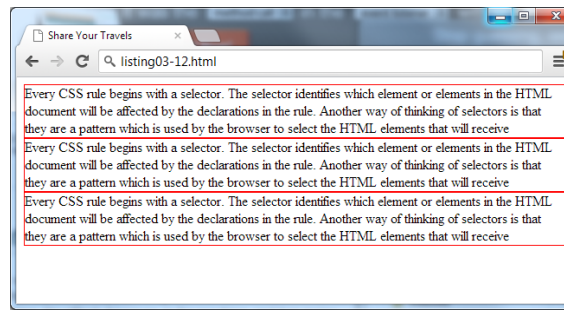 Share Your Travels
listing03-12.html
Every CSS rule begins with a selector. The selector identifies which element or elements in the HTML
document will be affected by the declarations in the rule. Another way of thinking of selectors is that
they are a pattern which is used by the browser to select the HTML elements that will receive
Every CSS rule begins with a selector. The selector identifies which element or elements in the HTML
document will be affected by the declarations in the rule. Another way of thinking of selectors is that
they are a pattern which is used by the browser to select the HTML elements that will receive
Every CSS rule begins with a selector. The selector identifies which element or elements in the HTML
document will be affected by the declarations in the rule. Another way of thinking of selectors is that
they are a pattern which is used by the browser to select the HTML elements that will receive